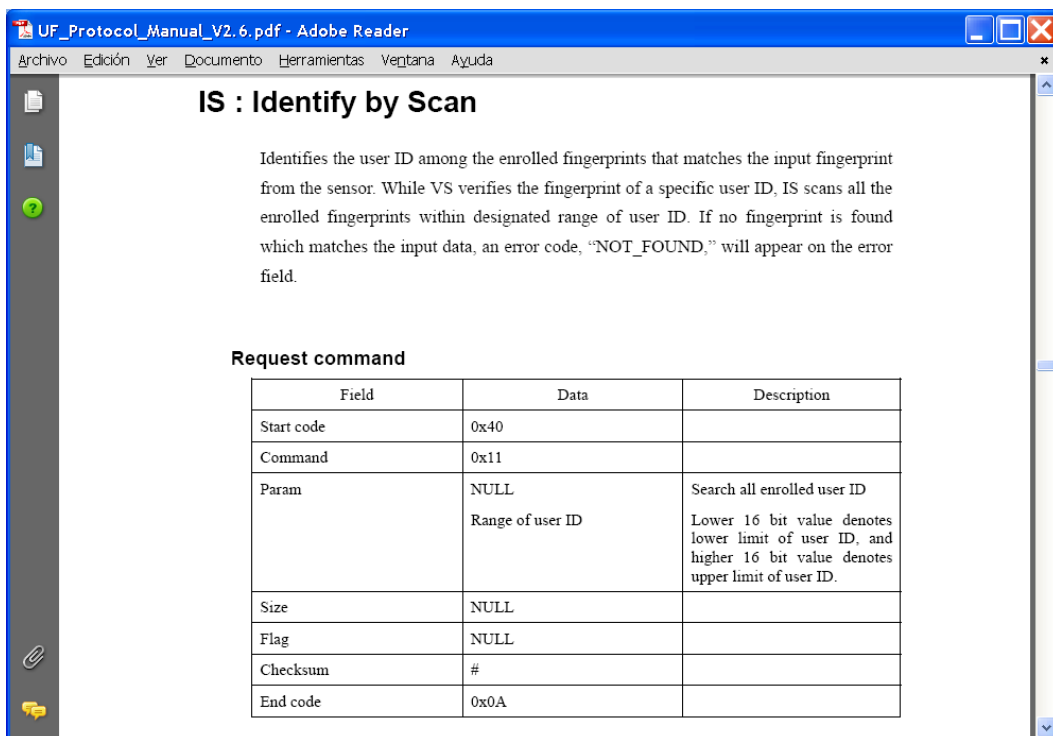 UF_Protocol_Manual_V2.6.pdf - Adobe Reader
Archivo Edición Ver Documento Herramientas Ventana Ayuda
IS : Identify by Scan
Identifies the user ID among the enrolled fingerprints that matches the input fingerprint
from the sensor. While VS verifies the fingerprint of a specific user ID, IS scans all the
enrolled fingerprints within designated range of user ID. If no fingerprint is found
which matches the input data, an error code, “NOT_FOUND,” will appear on the error
field.
Request command
Field Data Description
Start code 0x40
Command 0x11
Param NULL Search all enrolled user ID
Range of user ID Lower 16 bit value denotes
lower limit of user ID, and
higher 16 bit value denotes
upper limit of user ID.
Size NULL
Flag NULL
Checksum #
End code 0x0A